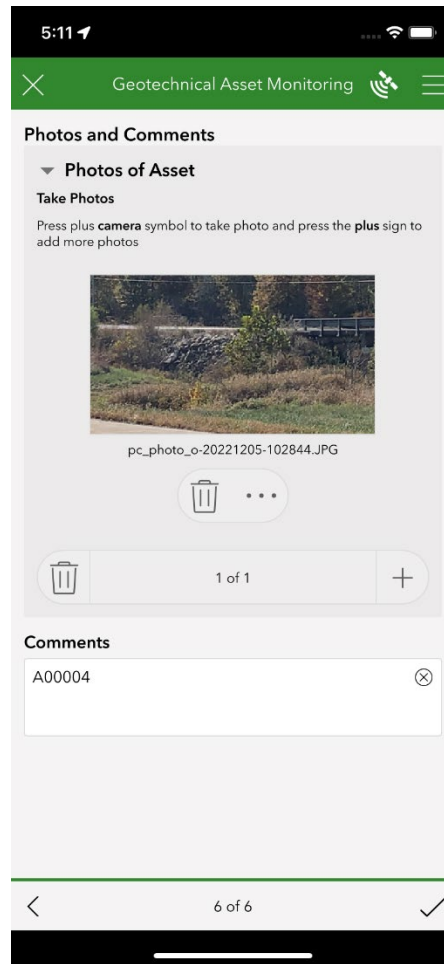 5:11
Geotechnical Asset Monitoring
Photos and Comments
Photos of Asset
Take Photos
Press plus camera symbol to take photo and press the plus sign to
add more photos
pc_photo_o-20221205-102844.JPG
1 of 1
Comments
A00004
6 of 6